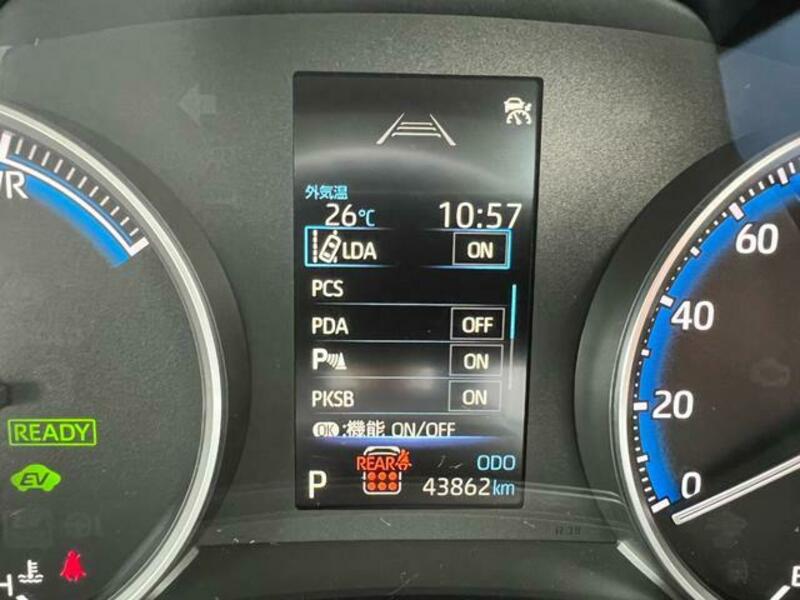 外気温
26℃ 10:57
LDA ON
PCS
PDA OFF
P ON
PKSB ON
OK:機能 ON/OFF
REAR
ODO
P 43862km
READY
EV
H
60
40
20
0